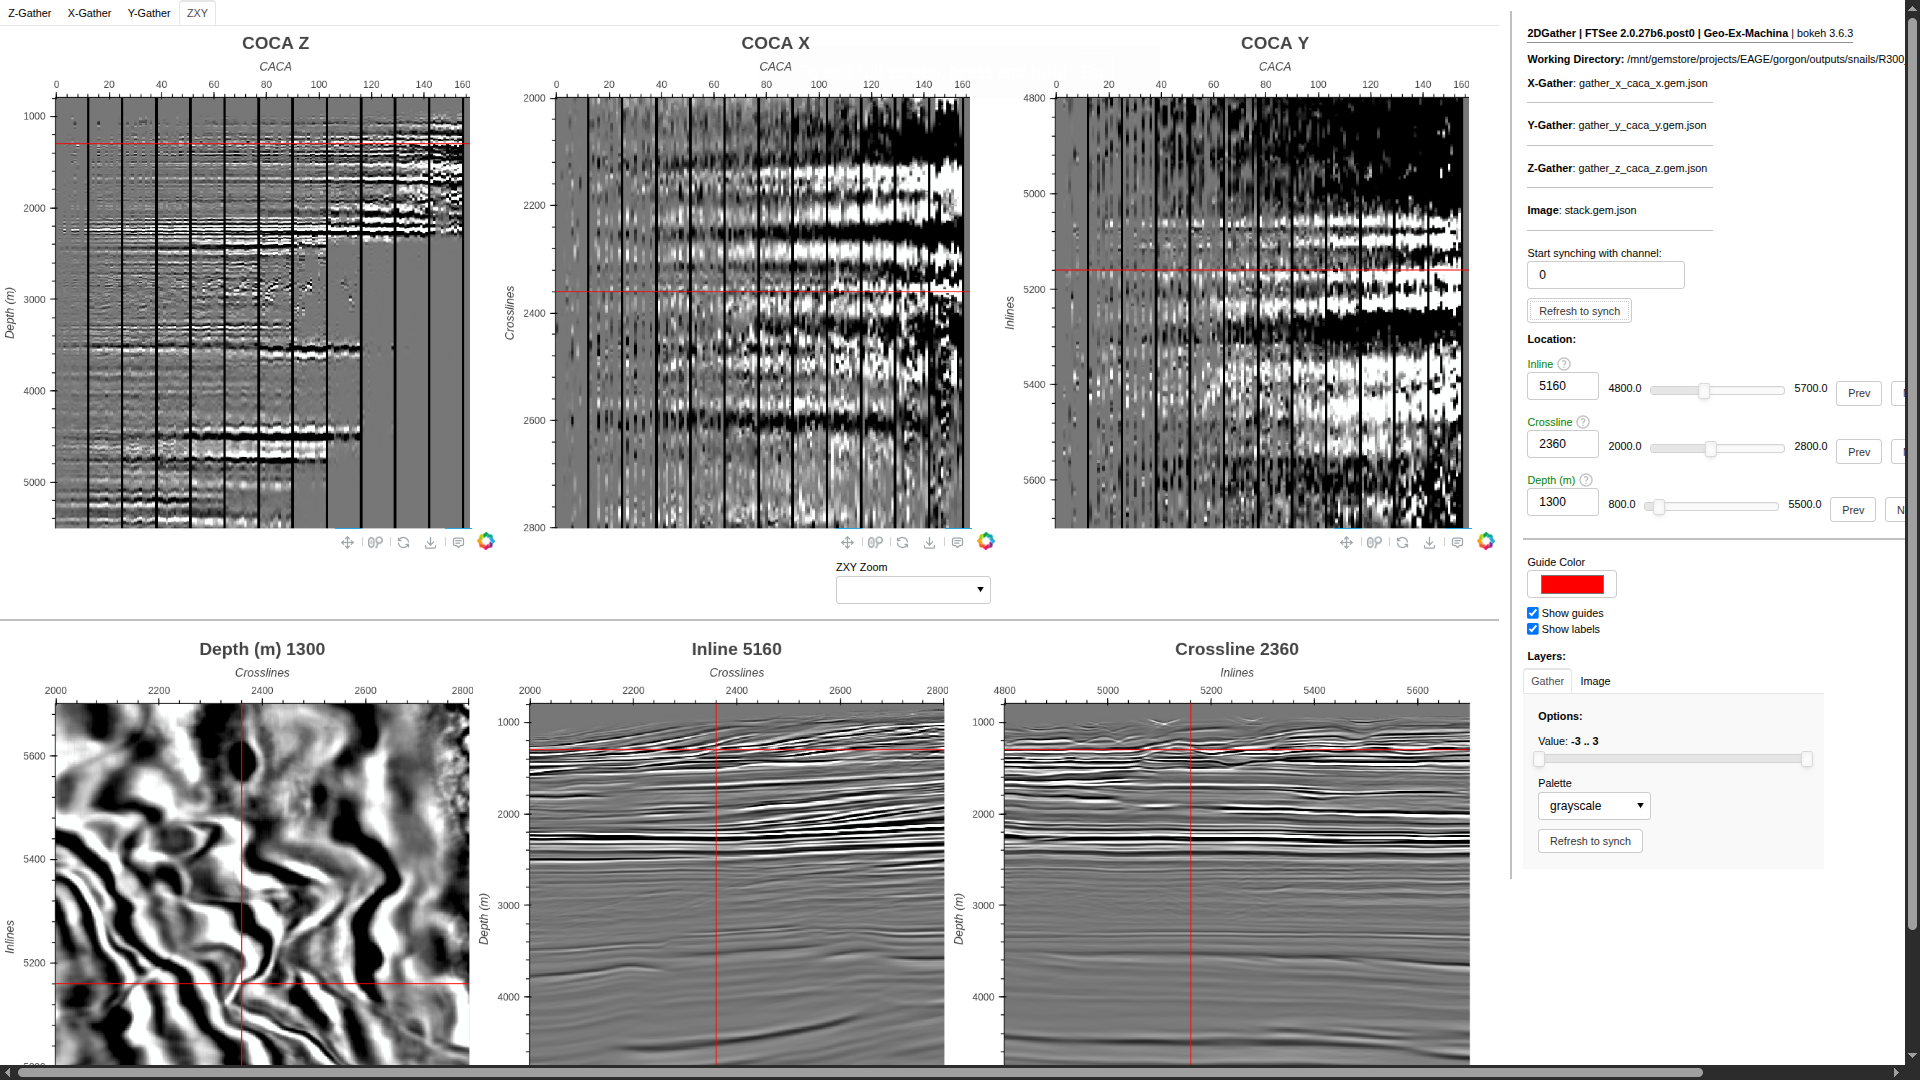 Z-Gather X-Gather Y-Gather ZXY
COCA Z
CACA
0 20 40 60 80 100 120 140 160
1000
2000
3000
4000
5000
Depth (m)
COCA X
CACA
0 20 40 60 80 100 120 140 160
2000
2200
2400
2600
2800
Crosslines
COCA Y
CACA
0 20 40 60 80 100 120 140 160
4800
5000
5200
5400
5600
Inlines
ZXY Zoom
Depth (m) 1300
Crosslines
2000 2200 2400 2600 2800
5600
5400
5200
Inlines
Inline 5160
Crosslines
2000 2200 2400 2600 2800
1000
2000
3000
4000
Depth (m)
Crossline 2360
Inlines
4800 5000 5200 5400 5600
1000
2000
3000
4000
Depth (m)
2DGather | FTSee 2.0.27b6.post0 | Geo-Ex-Machina | bokeh 3.6.3
Working Directory: /mnt/gemstore/projects/EAGE/gorgon/outputs/snails/R300_
X-Gather: gather_x_caca_x.gem.json
Y-Gather: gather_y_caca_y.gem.json
Z-Gather: gather_z_caca_z.gem.json
Image: stack.gem.json
Start synching with channel:
0
Refresh to synch
Location:
Inline ?
5160 4800.0 5700.0 Prev
Crossline ?
2360 2000.0 2800.0 Prev
Depth (m) ?
1300 800.0 5500.0 Prev N
Guide Color
Show guides
Show labels
Layers:
Gather Image
Options:
Value: -3 .. 3
Palette
grayscale
Refresh to synch